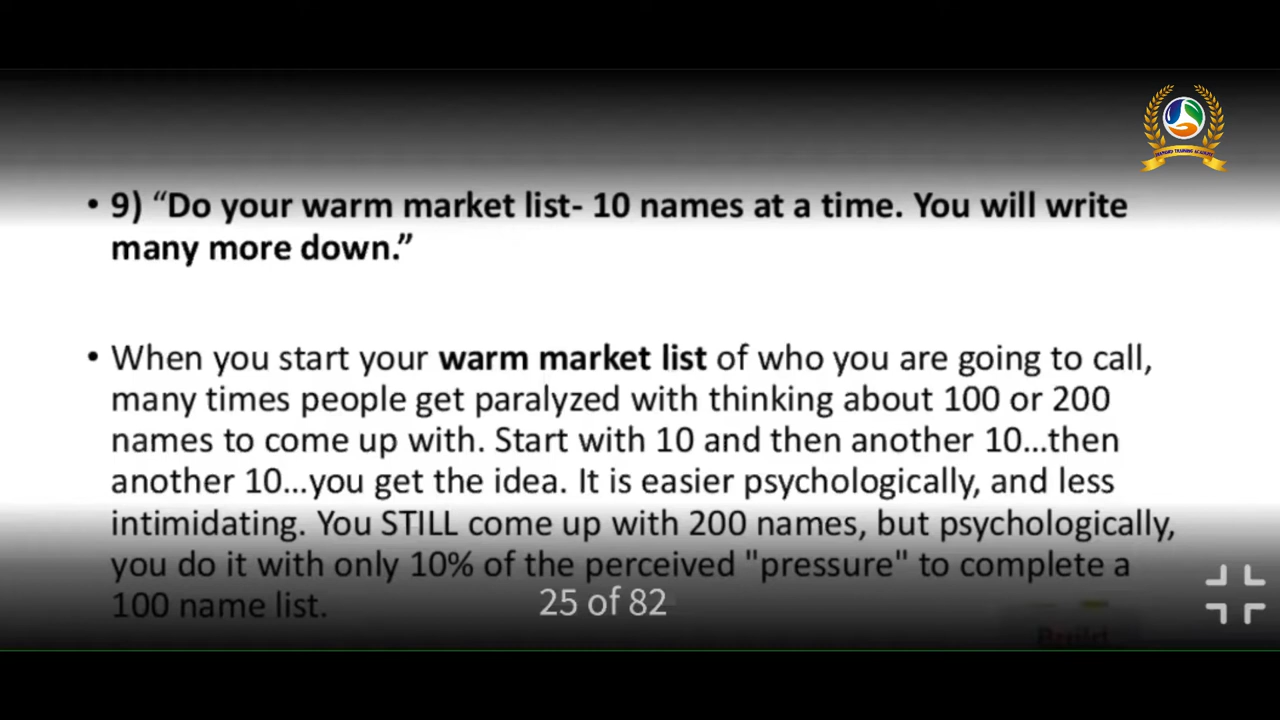 • 9) “Do your warm market list- 10 names at a time. You will write
many more down.”
• When you start your warm market list of who you are going to call,
many times people get paralyzed with thinking about 100 or 200
names to come up with. Start with 10 and then another 10...then
another 10...you get the idea. It is easier psychologically, and less
intimidating. You STILL come up with 200 names, but psychologically,
you do it with only 10% of the perceived "pressure" to complete a
100 name list.
25 of 82
Build